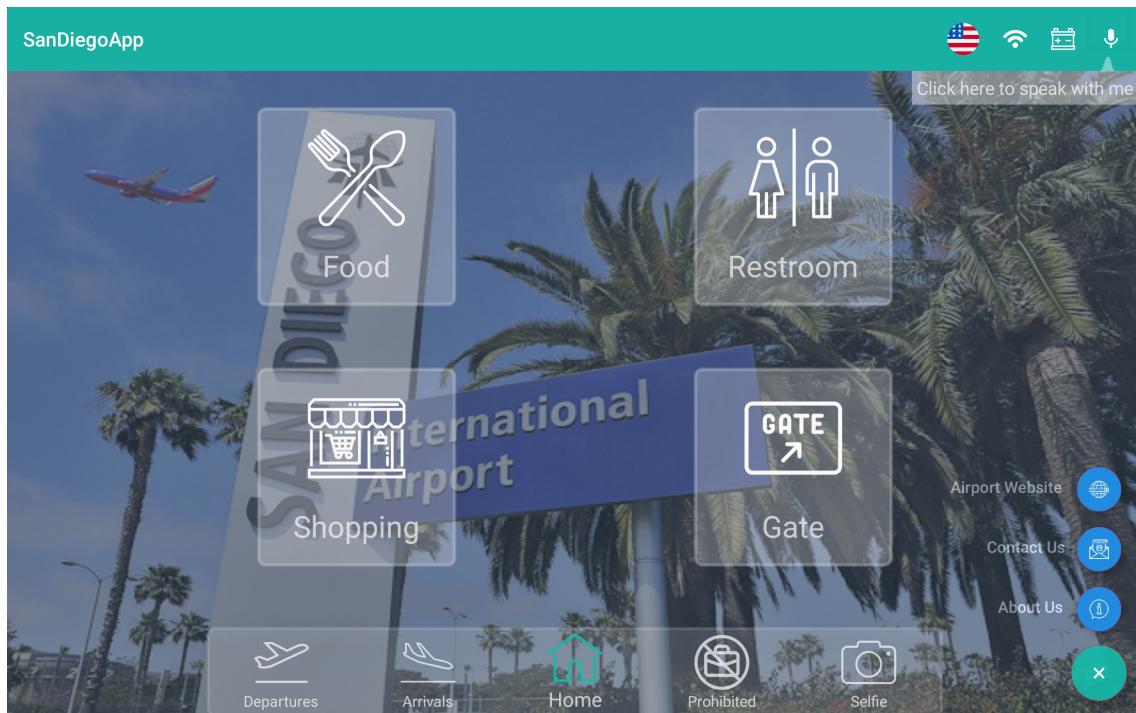 SanDiegoApp
Click here to speak with me
Food
Restroom
SAN DIEGO
International
Airport
GATE
Shopping
Gate
Airport Website
Contact Us
About Us
Departures
Arrivals
Home
Prohibited
Selfie